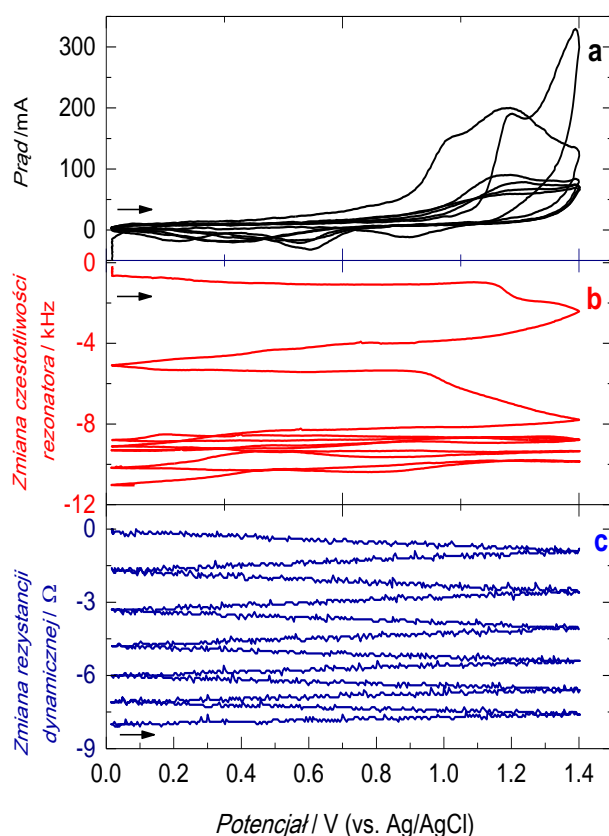 300
200
100
0
Prąd /mA
a
0
-4
-8
-12
Zmiana czestotliwości
rezonatora / kHz
b
0
-3
-6
-9
Zmiana rezystancji
dynamicznej / Ω
c
0.0 0.2 0.4 0.6 0.8 1.0 1.2 1.4
Potencjał / V (vs. Ag/AgCl)